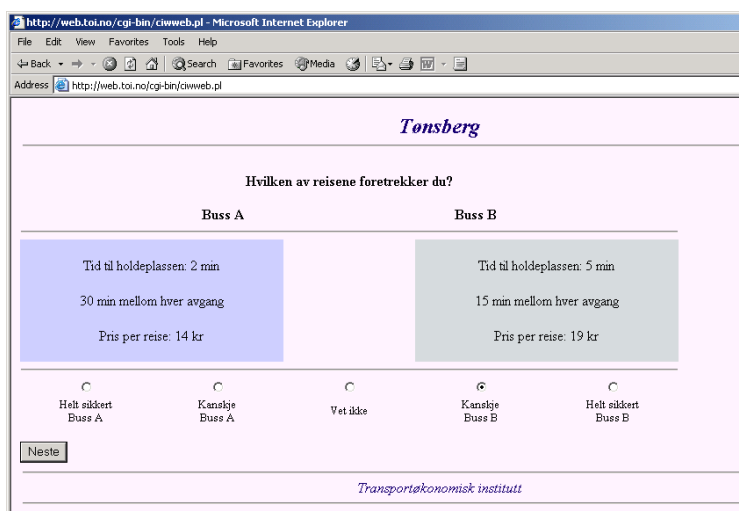 http://web.toi.no/cgi-bin/ciwweb.pl - Microsoft Internet Explorer
File Edit View Favorites Tools Help
Back Search Favorites Media
Address http://web.toi.no/cgi-bin/ciwweb.pl
Tønsberg
Hvilken av reisene foretrekker du?
Buss A Buss B
Tid til holdeplassen: 2 min Tid til holdeplassen: 5 min
30 min mellom hver avgang 15 min mellom hver avgang
Pris per reise: 14 kr Pris per reise: 19 kr
Helt sikkert Kanskje Vet ikke Kanskje Helt sikkert
Buss A Buss A Buss B Buss B
Neste
Transportøkonomisk institutt